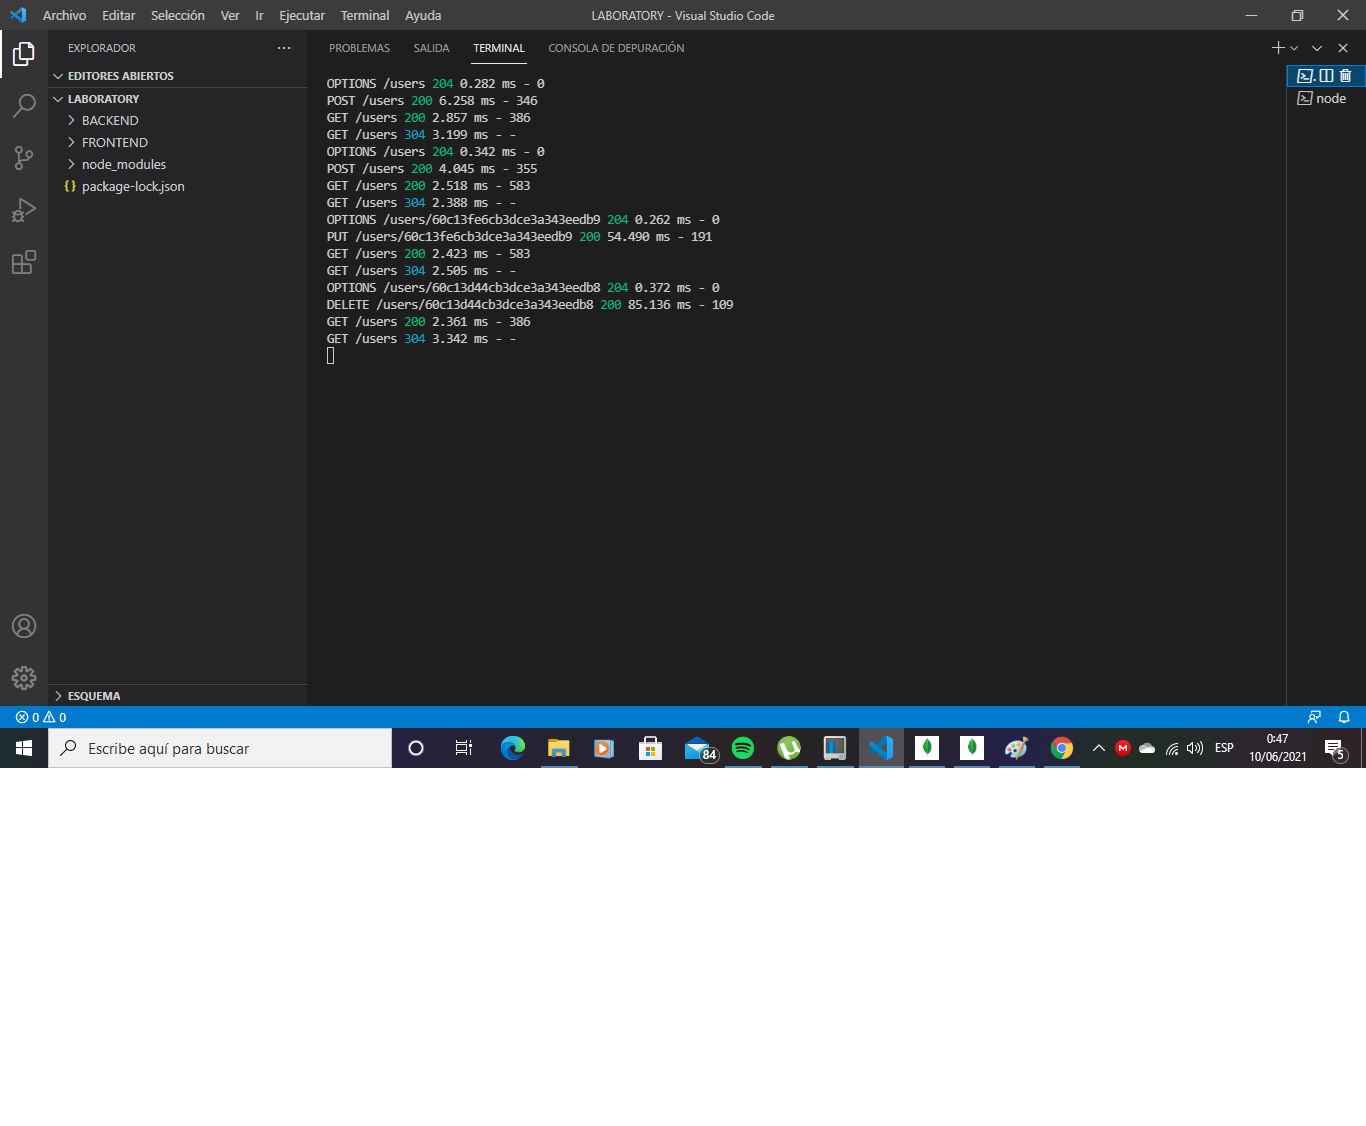 Archivo Editar Selección Ver Ir Ejecutar Terminal Ayuda LABORATORY - Visual Studio Code
EXPLORADOR
EDITORES ABIERTOS
LABORATORY
BACKEND
FRONTEND
node_modules
{} package-lock.json
ESQUEMA
PROBLEMAS SALIDA TERMINAL CONSOLA DE DEPURACIÓN
OPTIONS /users 204 0.282 ms - 0
POST /users 200 6.258 ms - 346
GET /users 200 2.857 ms - 386
GET /users 304 3.199 ms - -
OPTIONS /users 204 0.342 ms - 0
POST /users 200 4.045 ms - 355
GET /users 200 2.518 ms - 583
GET /users 304 2.388 ms - -
OPTIONS /users/60c13fe6cb3dce3a343eedb9 204 0.262 ms - 0
PUT /users/60c13fe6cb3dce3a343eedb9 200 54.490 ms - 191
GET /users 200 2.423 ms - 583
GET /users 304 2.505 ms - -
OPTIONS /users/60c13d44cb3dce3a343eedb8 204 0.372 ms - 0
DELETE /users/60c13d44cb3dce3a343eedb8 200 85.136 ms - 109
GET /users 200 2.361 ms - 386
GET /users 304 3.342 ms - -
node
0 0
Escribe aquí para buscar
84
ESP
0:47
10/06/2021
5